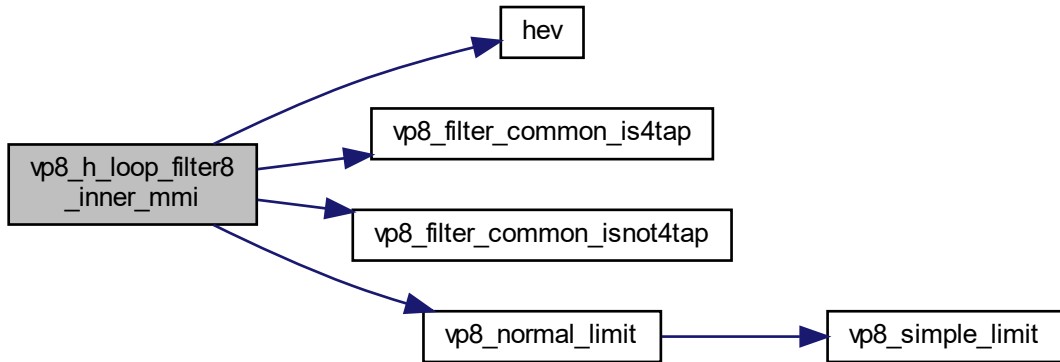 hev
vp8_filter_common_is4tap
vp8_h_loop_filter8
_inner_mmi
vp8_filter_common_isnot4tap
vp8_normal_limit
vp8_simple_limit